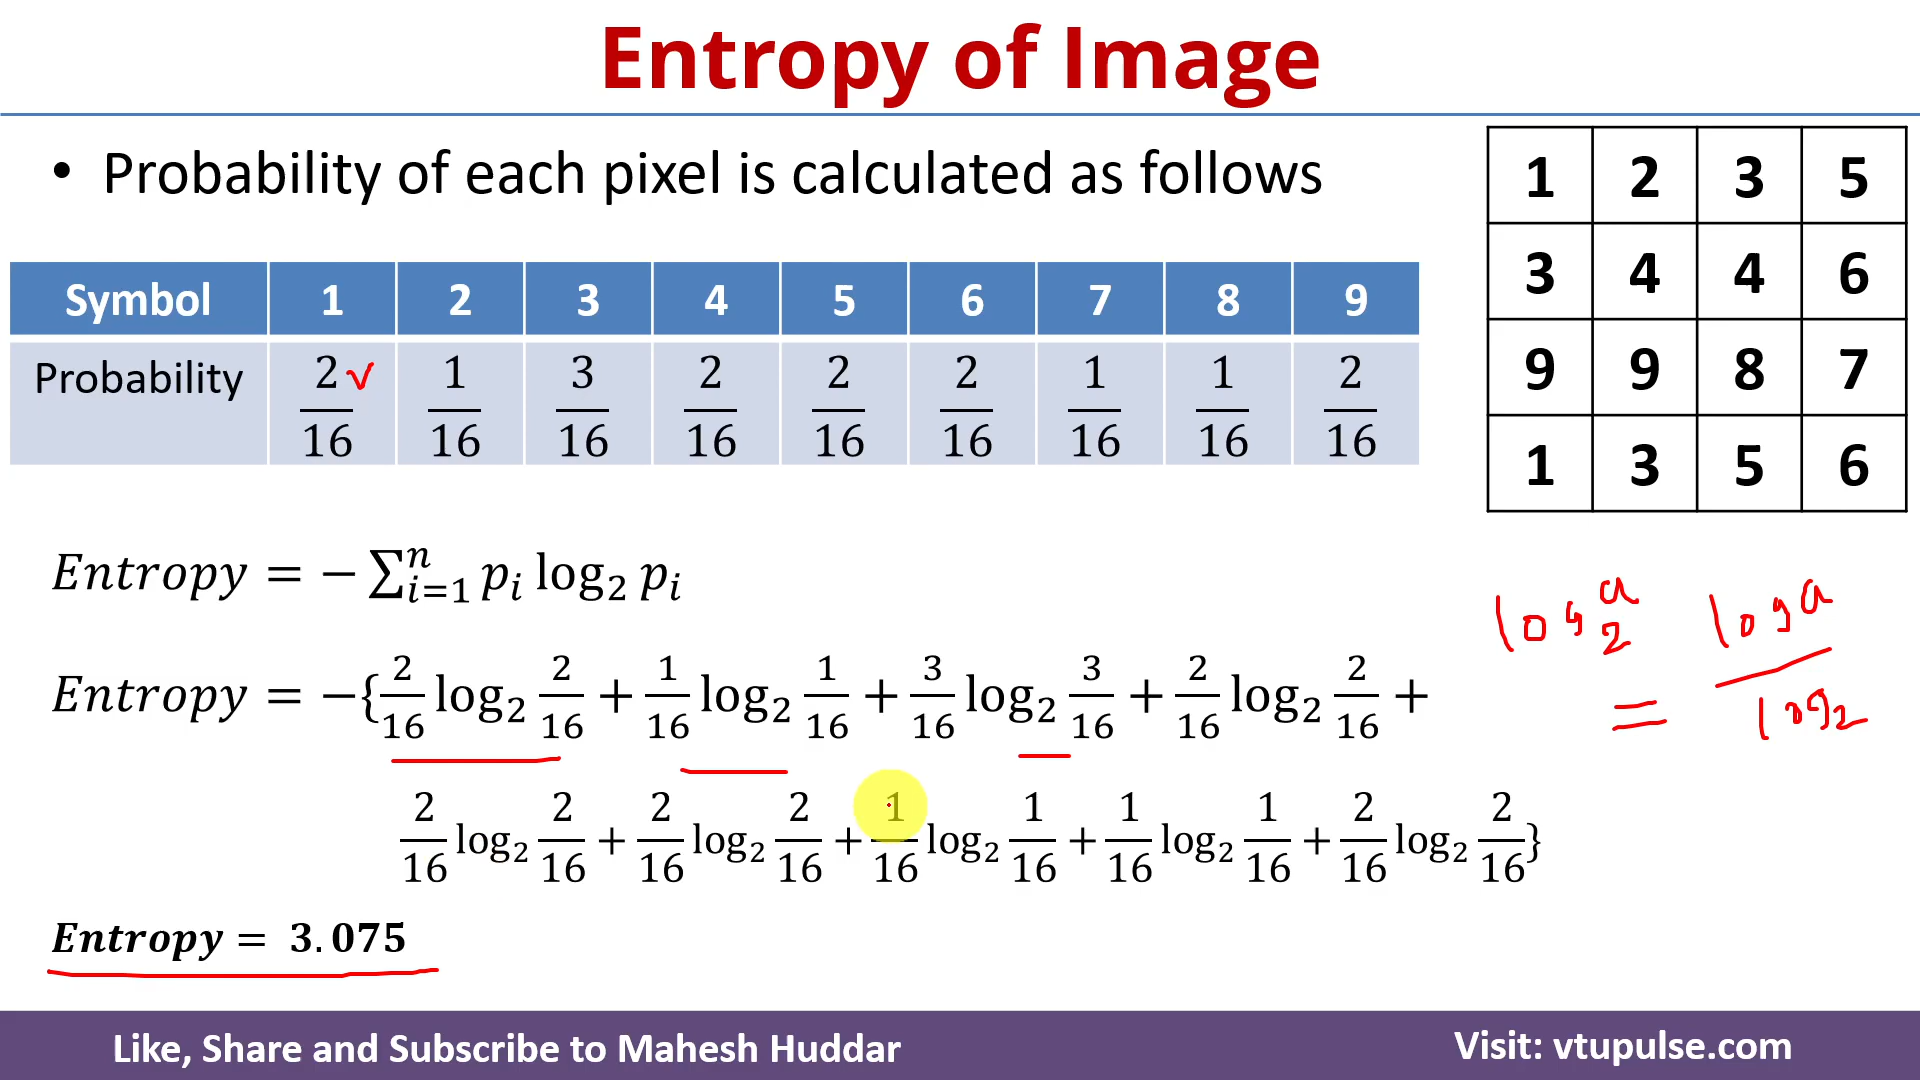 Entropy of Image
• Probability of each pixel is calculated as follows
Symbol 1 2 3 4 5 6 7 8 9
Probability 2/16 ✓ 1/16 3/16 2/16 2/16 2/16 1/16 1/16 2/16
1 2 3 5
3 4 4 6
9 9 8 7
1 3 5 6
Entropy = −∑ⁿᵢ₌₁ pᵢ log₂ pᵢ
log₂ a = log a / log 2
Entropy = −{2/16 log₂ 2/16 + 1/16 log₂ 1/16 + 3/16 log₂ 3/16 + 2/16 log₂ 2/16 +
2/16 log₂ 2/16 + 2/16 log₂ 2/16 + 1/16 log₂ 1/16 + 1/16 log₂ 1/16 + 2/16 log₂ 2/16}
Entropy = 3.075
Like, Share and Subscribe to Mahesh Huddar
Visit: vtupulse.com